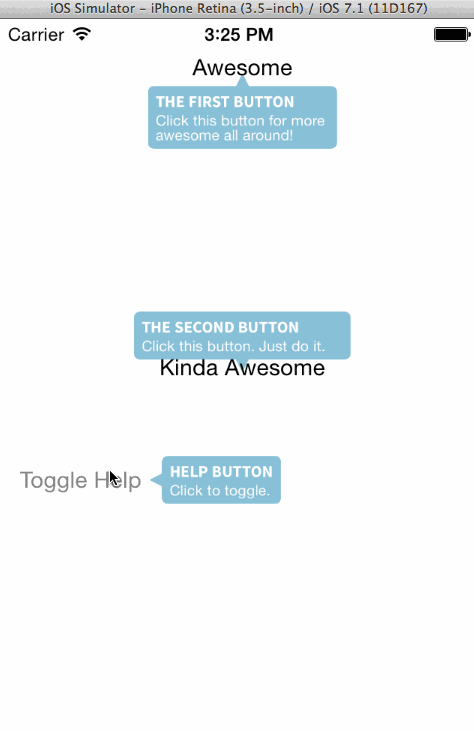 iOS Simulator - iPhone Retina (3.5-inch) / iOS 7.1 (11D167)
Carrier 3:25 PM
Awesome
THE FIRST BUTTON
Click this button for more
awesome all around!
THE SECOND BUTTON
Click this button. Just do it.
Kinda Awesome
Toggle Help
HELP BUTTON
Click to toggle.